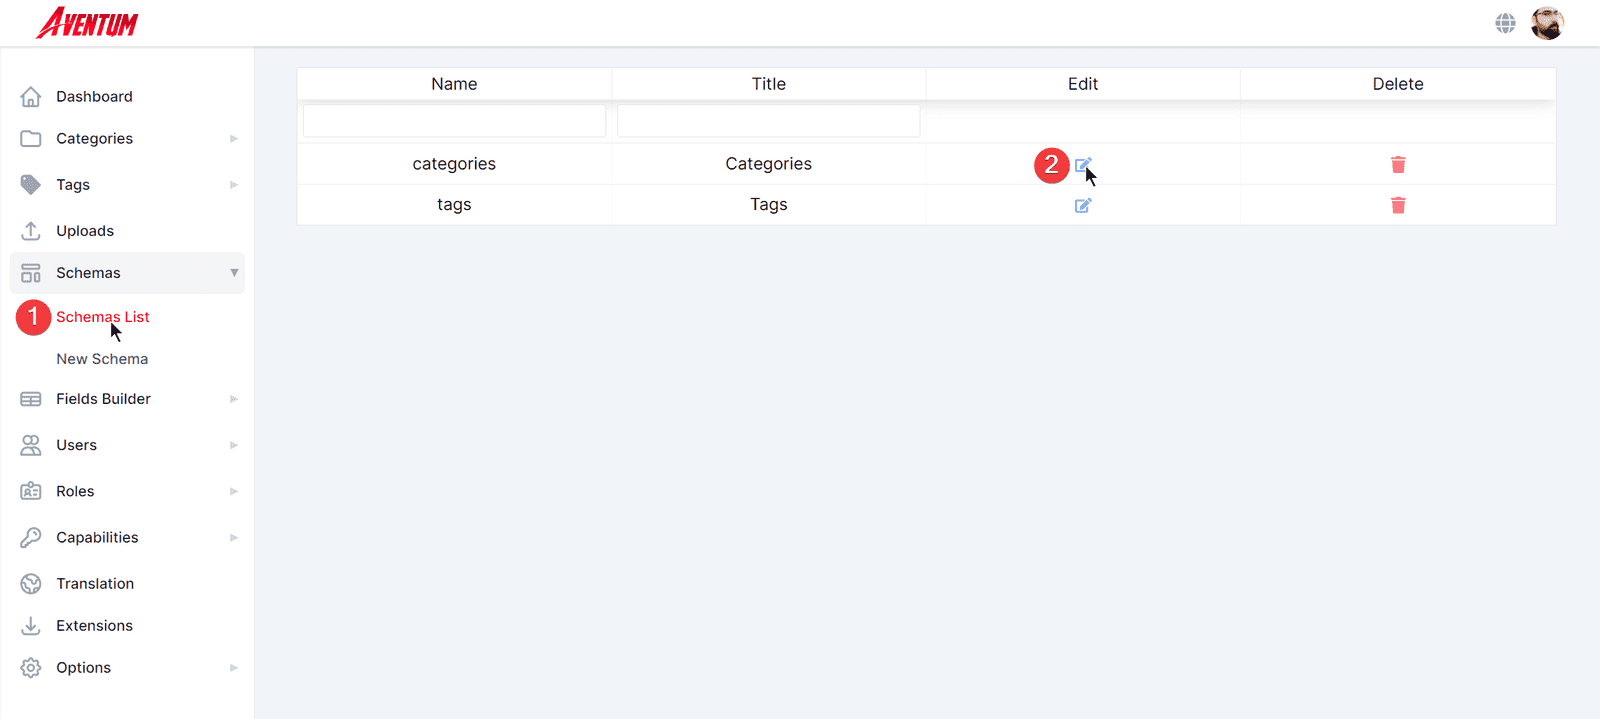 AVENTUM
Dashboard
Categories
Tags
Uploads
Schemas
1 Schemas List
New Schema
Fields Builder
Users
Roles
Capabilities
Translation
Extensions
Options
Name Title Edit Delete
categories Categories 2
tags Tags